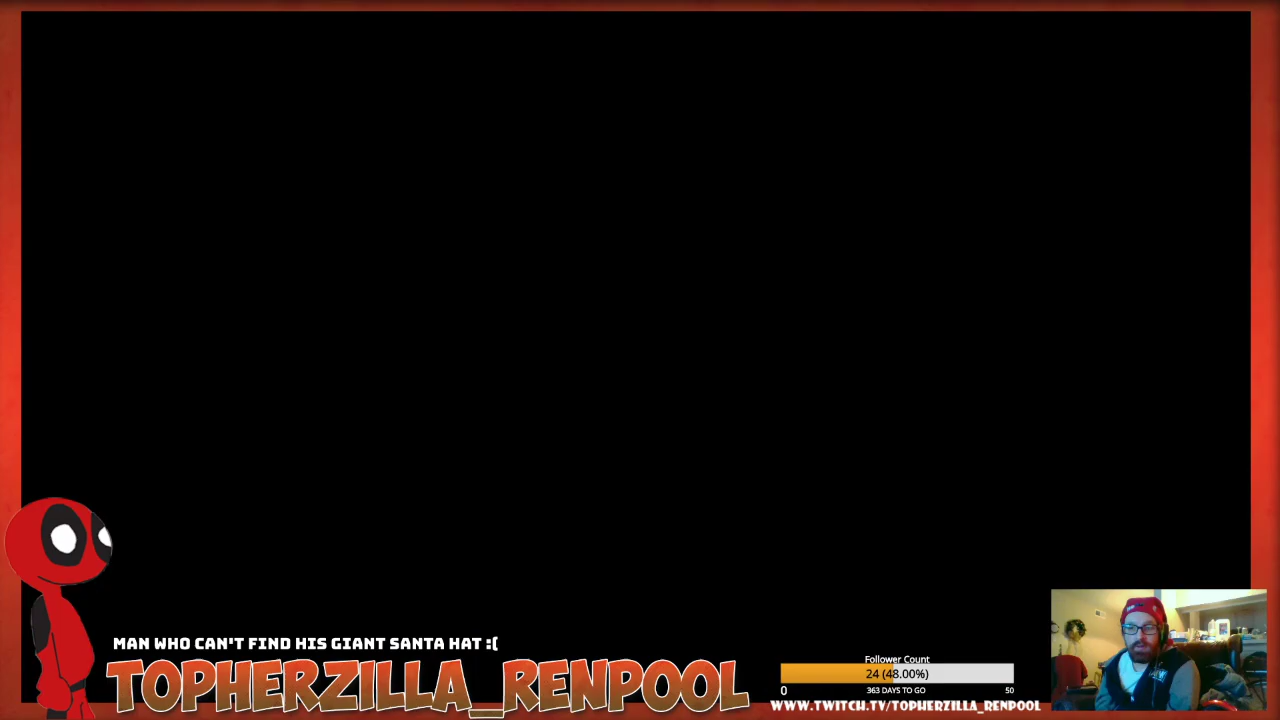 MAN WHO CAN'T FIND HIS GIANT SANTA HAT :(
TOPHERZILLA_RENPOOL
Follower Count
24 (48.00%)
0
363 DAYS TO GO
50
WWW.TWITCH.TV/TOPHERZILLA_RENPOOL